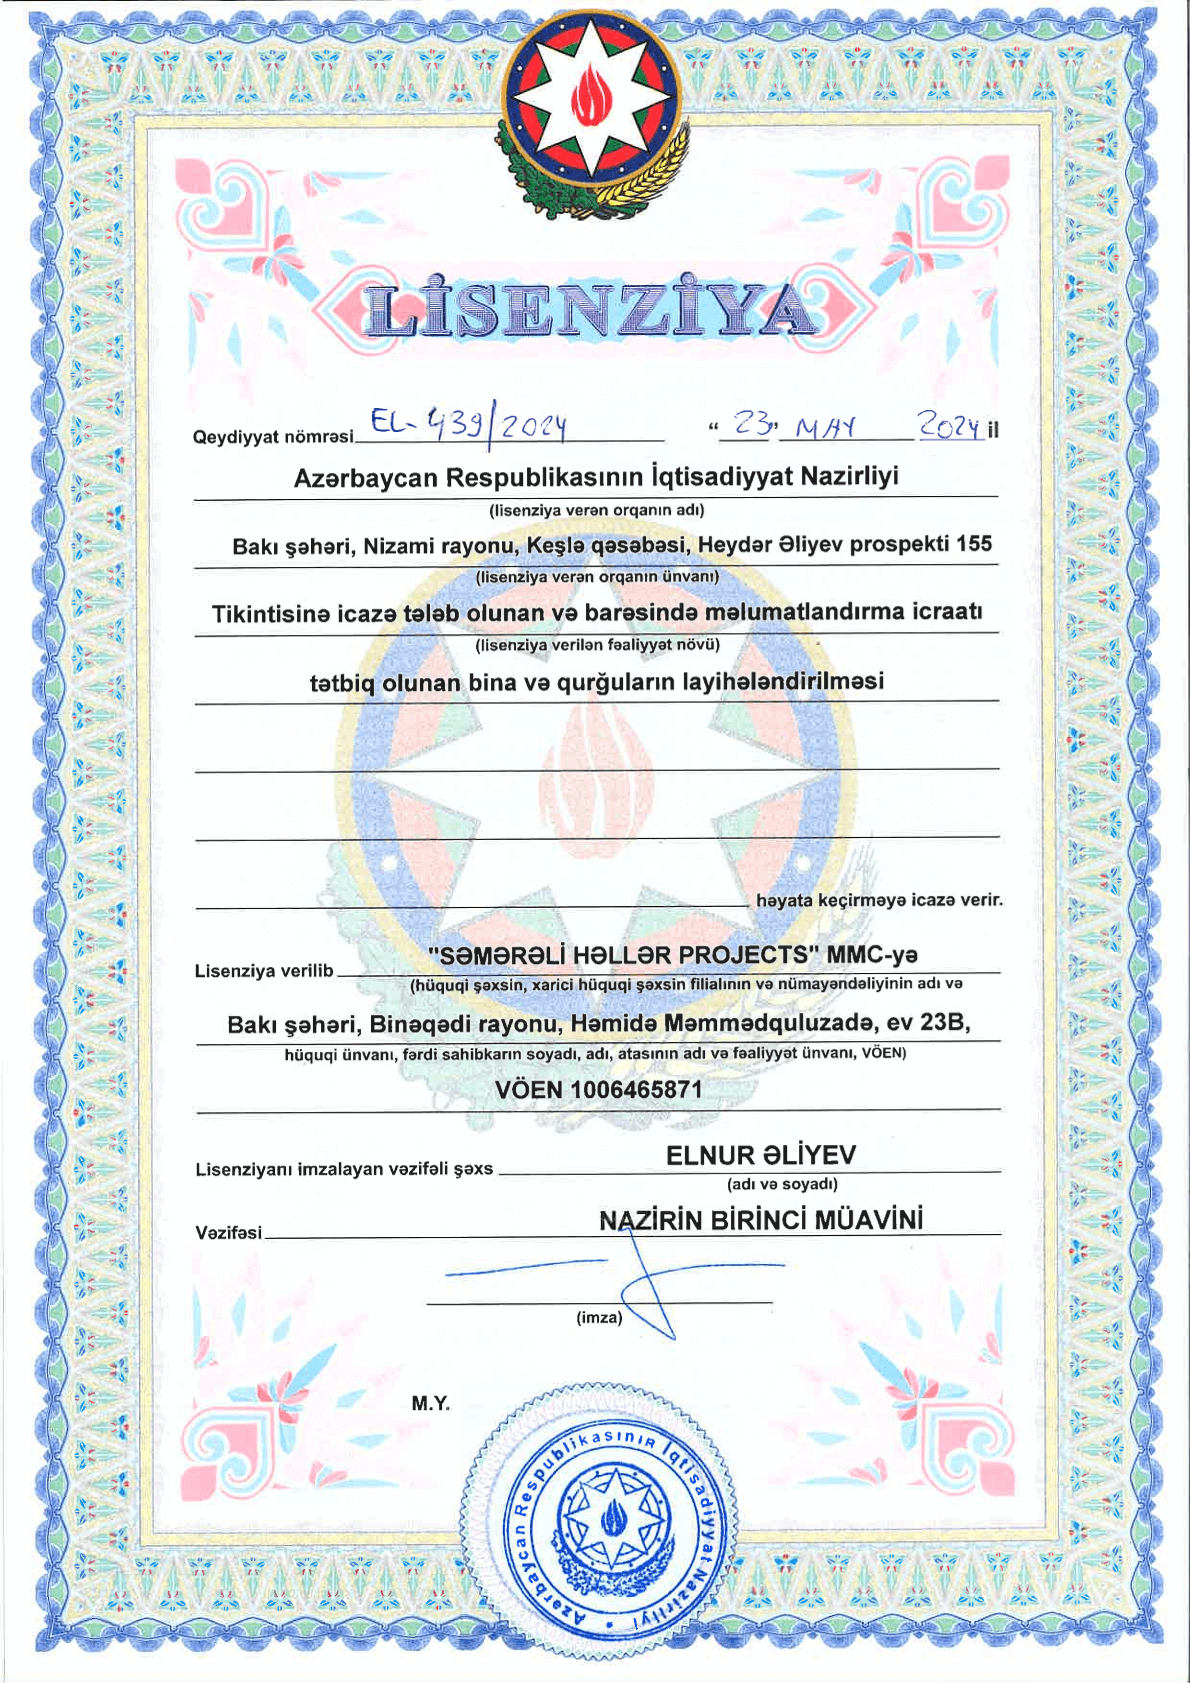 LİSENZİYA
Qeydiyyat nömrəsi EL-439/2024 “ 23 ” MAY 2024 il
Azərbaycan Respublikasının İqtisadiyyat Nazirliyi
(lisenziya verən orqanın adı)
Bakı şəhəri, Nizami rayonu, Keşlə qəsəbəsi, Heydər Əliyev prospekti 155
(lisenziya verən orqanın ünvanı)
Tikintisinə icazə tələb olunan və barəsində məlumatlandırma icraatı
(lisenziya verilən fəaliyyət növü)
tətbiq olunan bina və qurğuların layihələndirilməsi
həyata keçirməyə icazə verir.
Lisenziya verilib "SƏMƏRƏLİ HƏLLƏR PROJECTS" MMC-yə
(hüquqi şəxsin, xarici hüquqi şəxsin filialının və nümayəndəliyinin adı və
Bakı şəhəri, Binəqədi rayonu, Həmidə Məmmədquluzadə, ev 23B,
hüquqi ünvanı, fərdi sahibkarın soyadı, adı, atasının adı və fəaliyyət ünvanı, VÖEN)
VÖEN 1006465871
Lisenziyanı imzalayan vəzifəli şəxs ELNUR ƏLİYEV
(adı və soyadı)
Vəzifəsi NAZİRİN BİRİNCİ MÜAVİNİ
(imza)
M.Y.
Azərbaycan Respublikasının İqtisadiyyat Nazirliyi